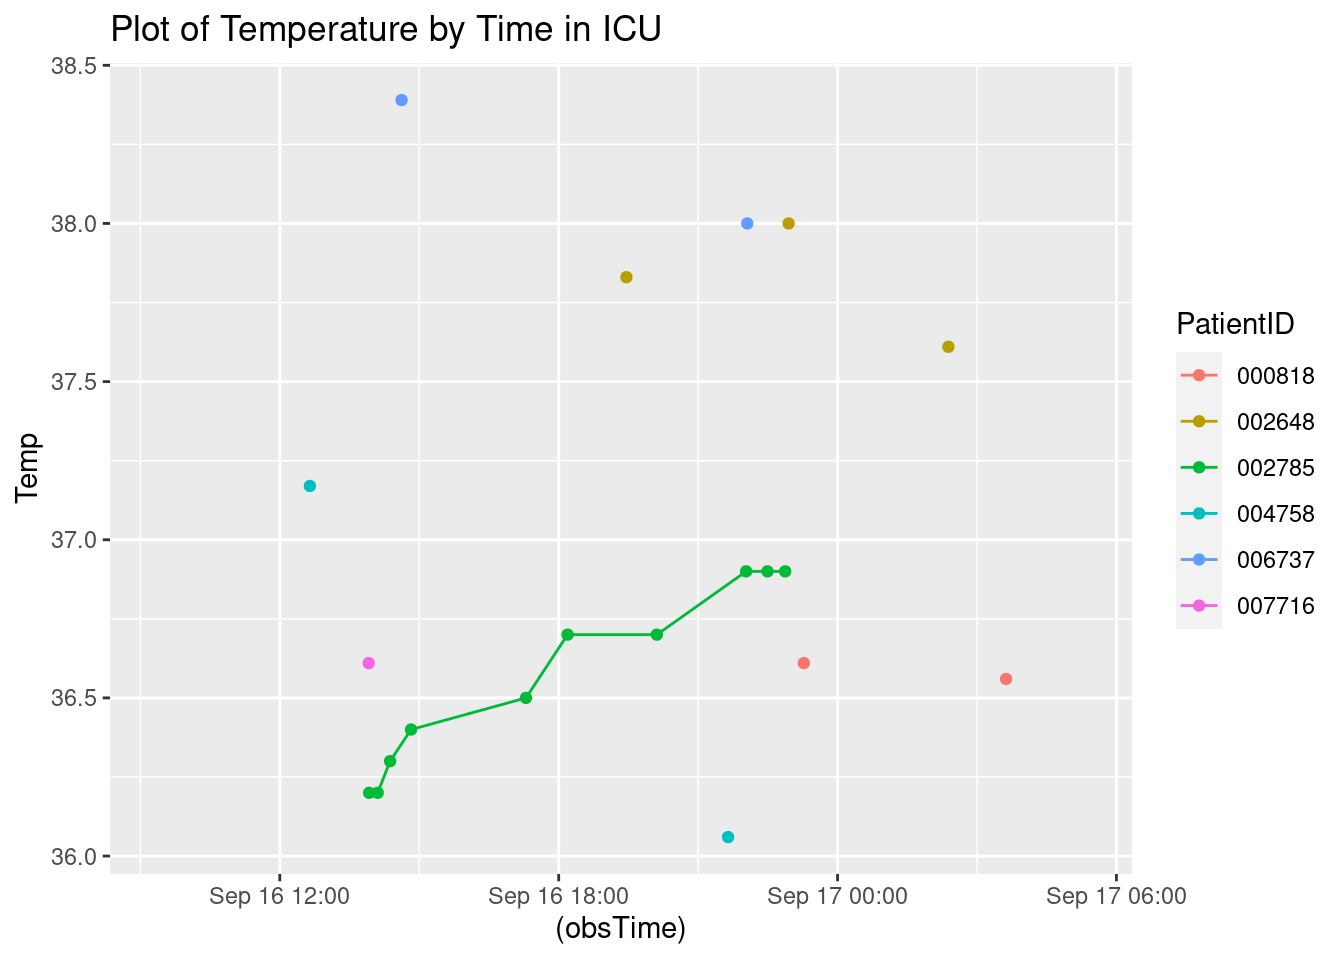 Plot of Temperature by Time in ICU
38.5
38.0
37.5
37.0
36.5
36.0
Temp
Sep 16 12:00
Sep 16 18:00
Sep 17 00:00
Sep 17 06:00
(obsTime)
PatientID
000818
002648
002785
004758
006737
007716